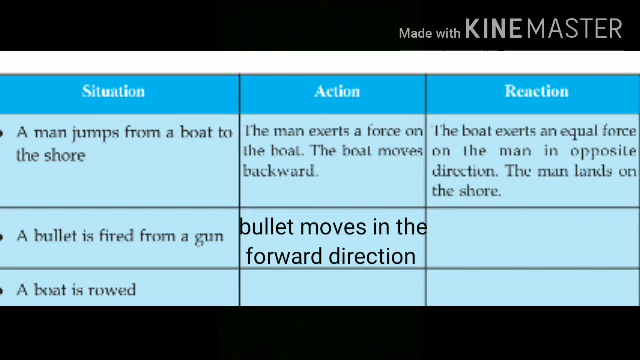 Made with KINEMASTER
Situation
Action
Reaction
• A man jumps from a boat to
the shore
The man exerts a force on
the boat. The boat moves
backward.
The boat exerts an equal force
on the man in opposite
direction. The man lands on
the shore.
• A bullet is fired from a gun
bullet moves in the
forward direction
• A boat is rowed